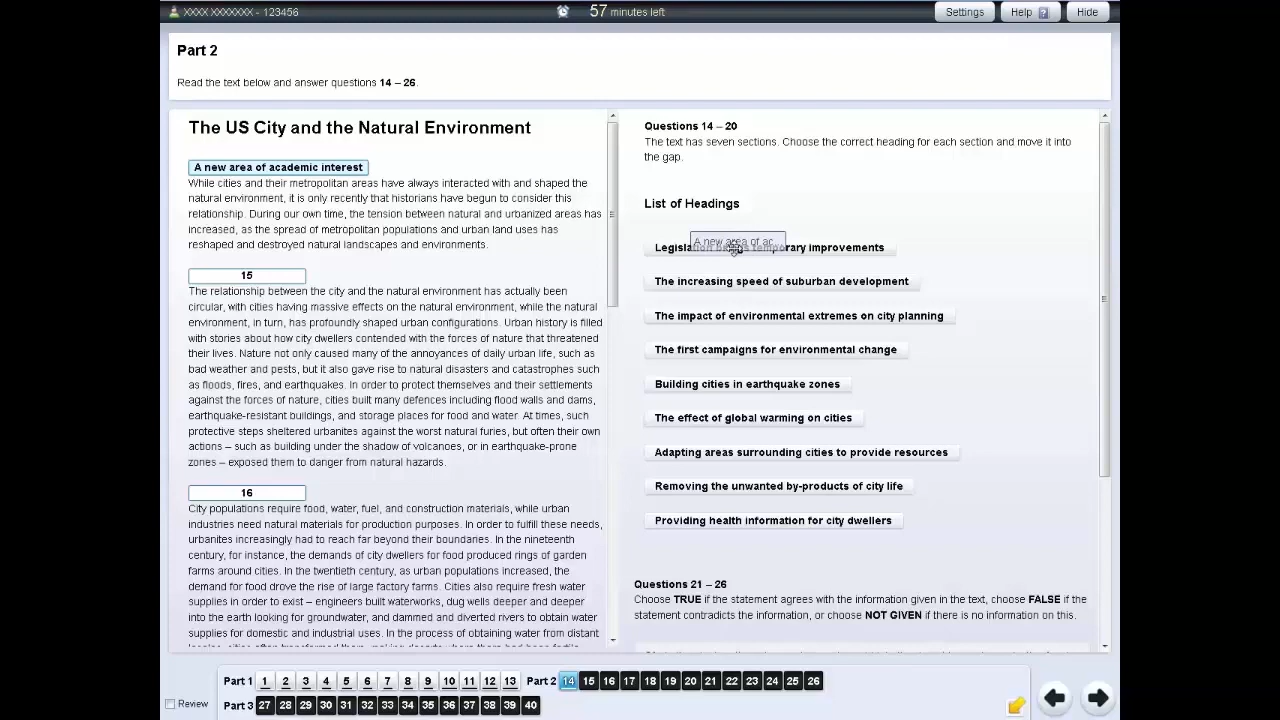 XXXX XXXXXXX - 123456
57 minutes left
Settings
Help ?
Hide
Part 2
Read the text below and answer questions 14 – 26.
The US City and the Natural Environment
A new area of academic interest
While cities and their metropolitan areas have always interacted with and shaped the
natural environment, it is only recently that historians have begun to consider this
relationship. During our own time, the tension between natural and urbanized areas has
increased, as the spread of metropolitan populations and urban land uses has
reshaped and destroyed natural landscapes and environments.
15
The relationship between the city and the natural environment has actually been
circular, with cities having massive effects on the natural environment, while the natural
environment, in turn, has profoundly shaped urban configurations. Urban history is filled
with stories about how city dwellers contended with the forces of nature that threatened
their lives. Nature not only caused many of the annoyances of daily urban life, such as
bad weather and pests, but it also gave rise to natural disasters and catastrophes such
as floods, fires, and earthquakes. In order to protect themselves and their settlements
against the forces of nature, cities built many defences including flood walls and dams,
earthquake-resistant buildings, and storage places for food and water. At times, such
protective steps sheltered urbanites against the worst natural furies, but often their own
actions – such as building under the shadow of volcanoes, or in earthquake-prone
zones – exposed them to danger from natural hazards.
16
City populations require food, water, fuel, and construction materials, while urban
industries need natural materials for production purposes. In order to fulfill these needs,
urbanites increasingly had to reach far beyond their boundaries. In the nineteenth
century, for instance, the demands of city dwellers for food produced rings of garden
farms around cities. In the twentieth century, as urban populations increased, the
demand for food drove the rise of large factory farms. Cities also require fresh water
supplies in order to exist – engineers built waterworks, dug wells deeper and deeper
into the earth looking for groundwater, and dammed and diverted rivers to obtain water
supplies for domestic and industrial uses. In the process of obtaining water from distant
Questions 14 – 20
The text has seven sections. Choose the correct heading for each section and move it into
the gap.
List of Headings
A new area of ac
Legislation brings temporary improvements
The increasing speed of suburban development
The impact of environmental extremes on city planning
The first campaigns for environmental change
Building cities in earthquake zones
The effect of global warming on cities
Adapting areas surrounding cities to provide resources
Removing the unwanted by-products of city life
Providing health information for city dwellers
Questions 21 – 26
Choose TRUE if the statement agrees with the information given in the text, choose FALSE if the
statement contradicts the information, or choose NOT GIVEN if there is no information on this.
Part 1 1 2 3 4 5 6 7 8 9 10 11 12 13 Part 2 14 15 16 17 18 19 20 21 22 23 24 25 26
Review
Part 3 27 28 29 30 31 32 33 34 35 36 37 38 39 40